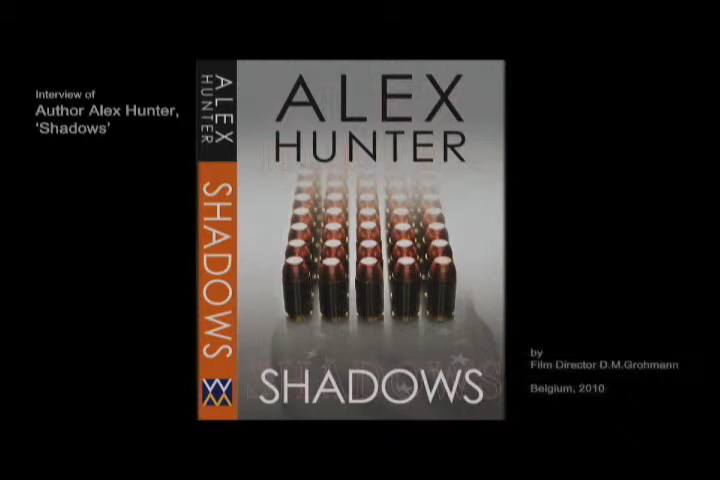 Interview of
Author Alex Hunter,
‘Shadows’
ALEX
HUNTER
SHADOWS
ALEX
HUNTER
SHADOWS
by
Film Director D.M.Grohmann
Belgium, 2010